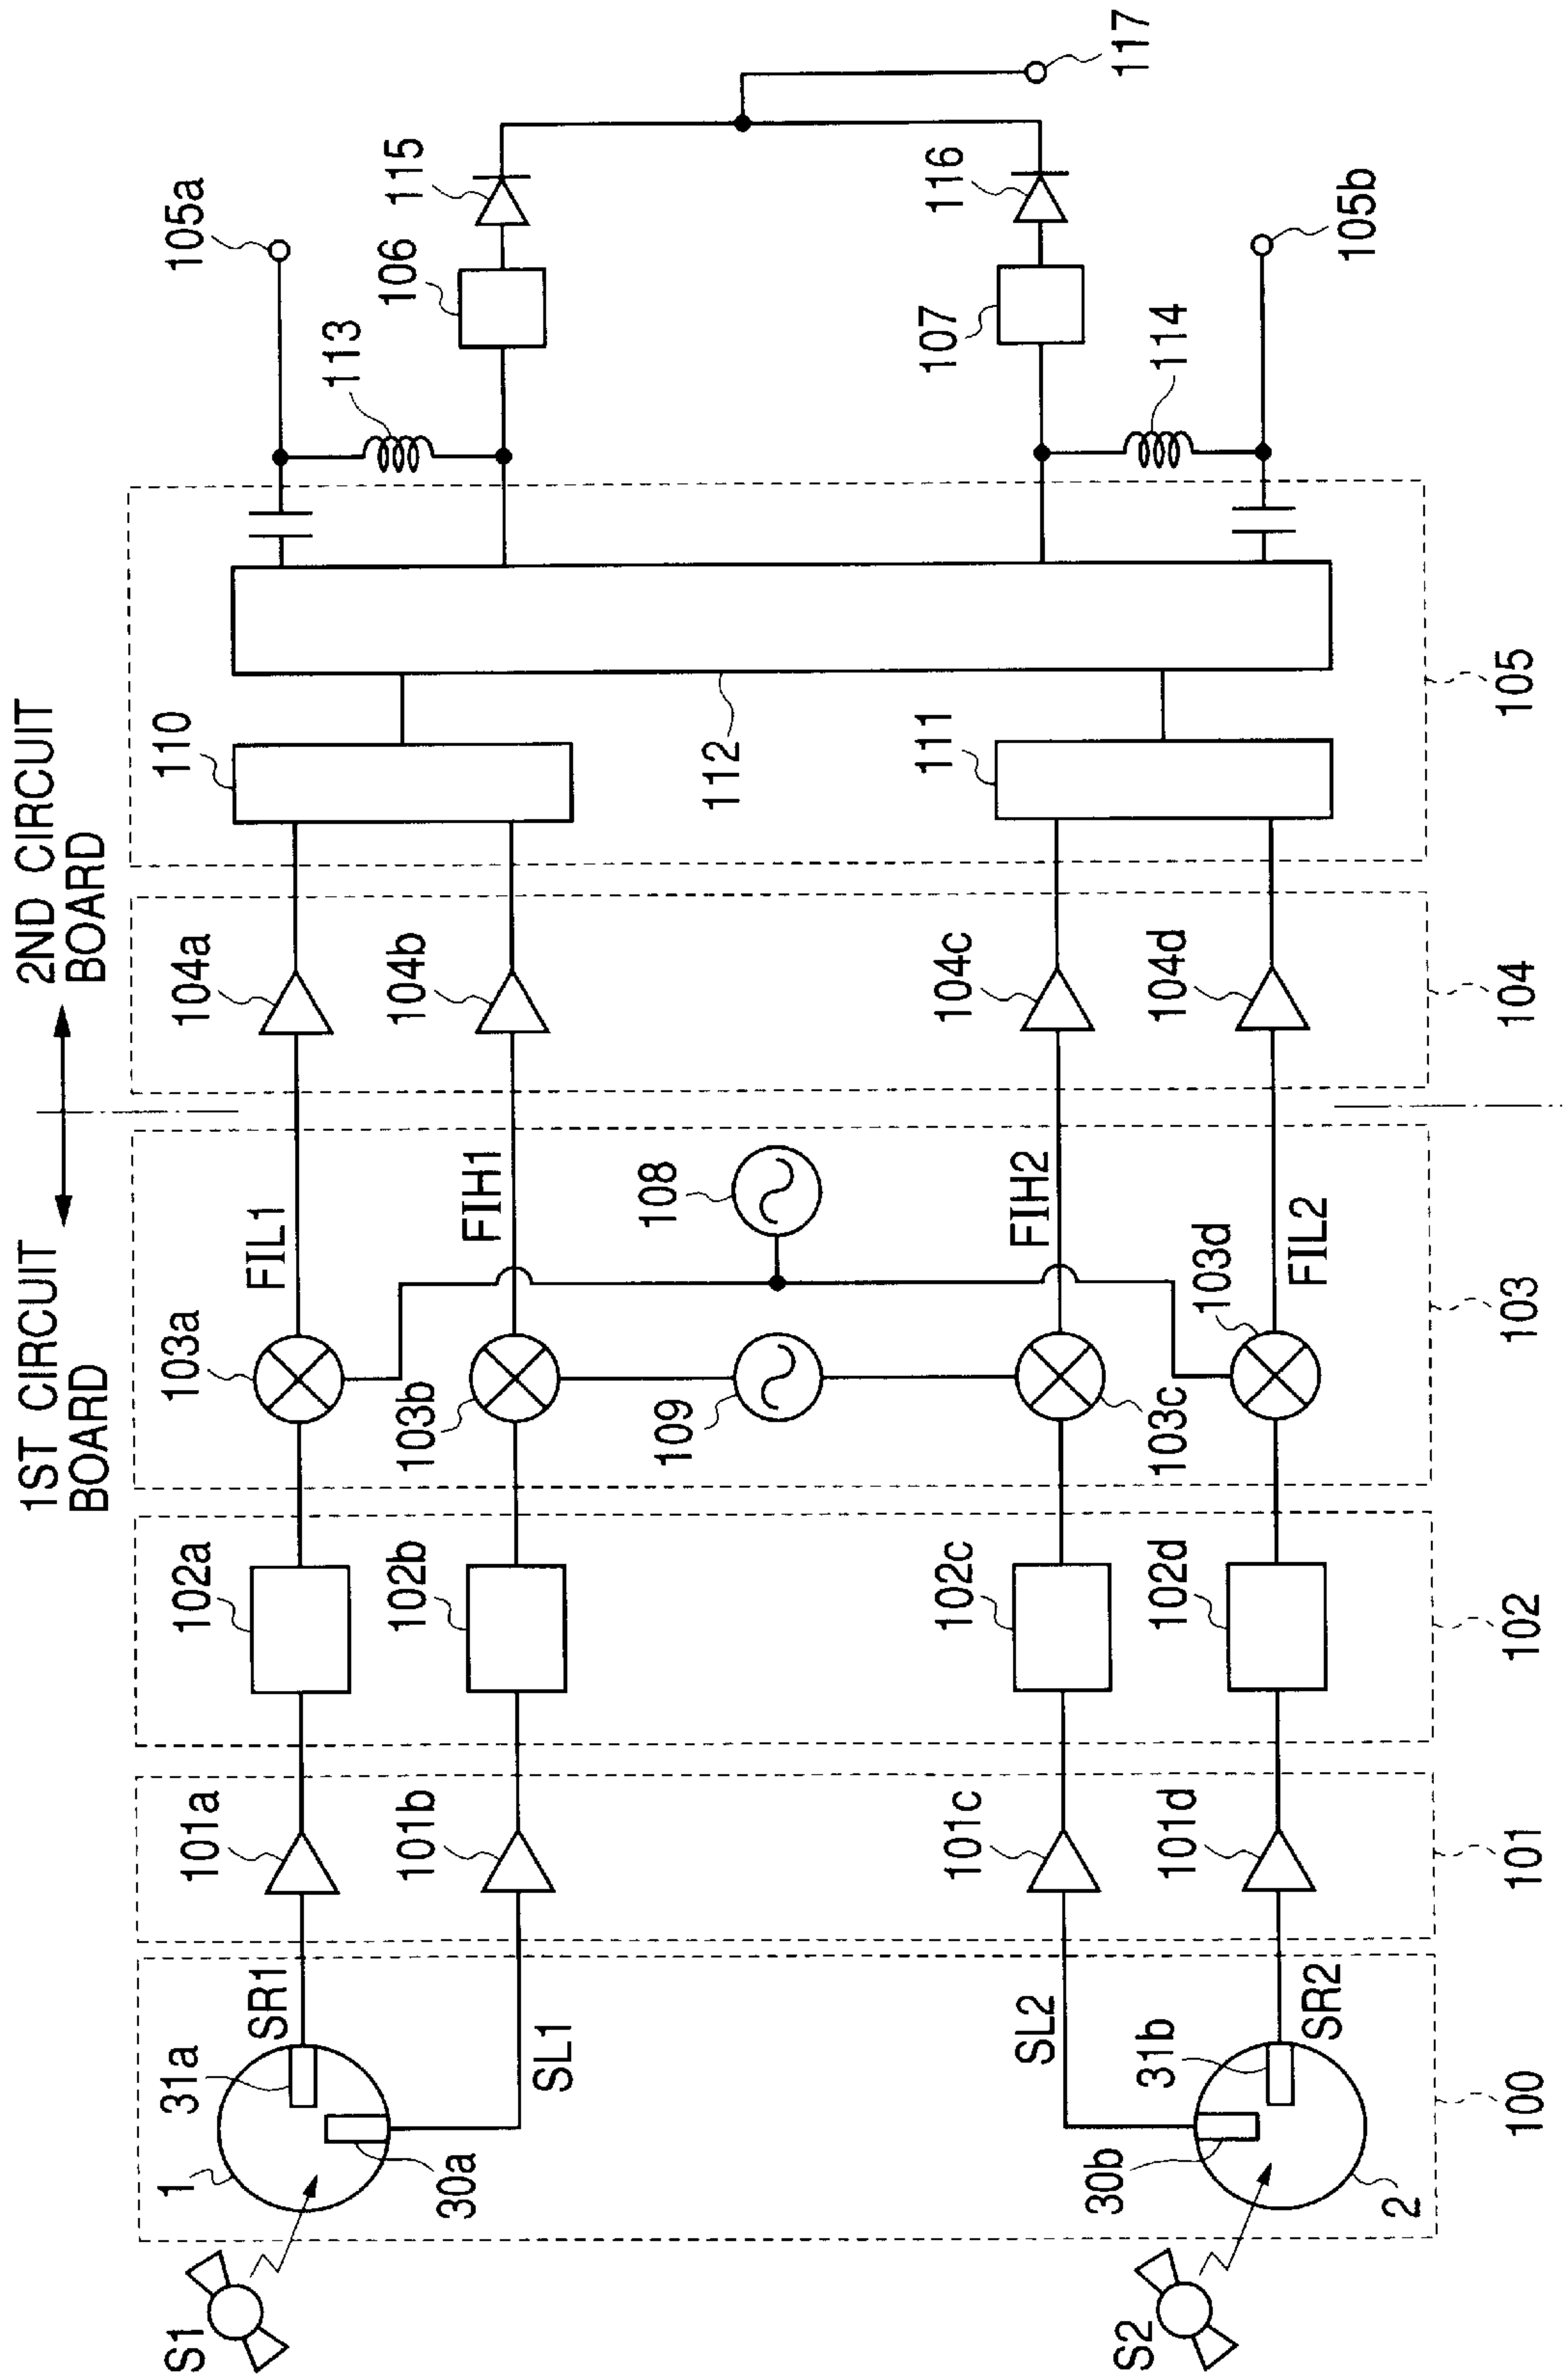 1ST CIRCUIT
BOARD
2ND CIRCUIT
BOARD
S1
1
31a
SR1
30a
SL1
101a
101b
102a
102b
103a
103b
FIL1
FIH1
104a
104b
110
112
105a
113
106
115
117
108
109
S2
2
30b
SL2
31b
SR2
101c
101d
102c
102d
103c
103d
FIH2
FIL2
104c
104d
111
107
116
114
105b
100
101
102
103
104
105